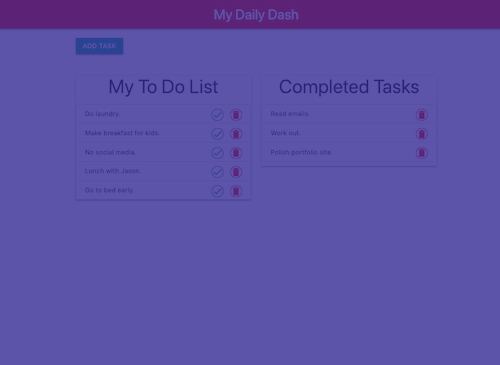 My Daily Dash
ADD TASK
My To Do List
Do laundry.
Make breakfast for kids.
No social media.
Lunch with Jason.
Go to bed early.
Completed Tasks
Read emails.
Work out.
Polish portfolio site.